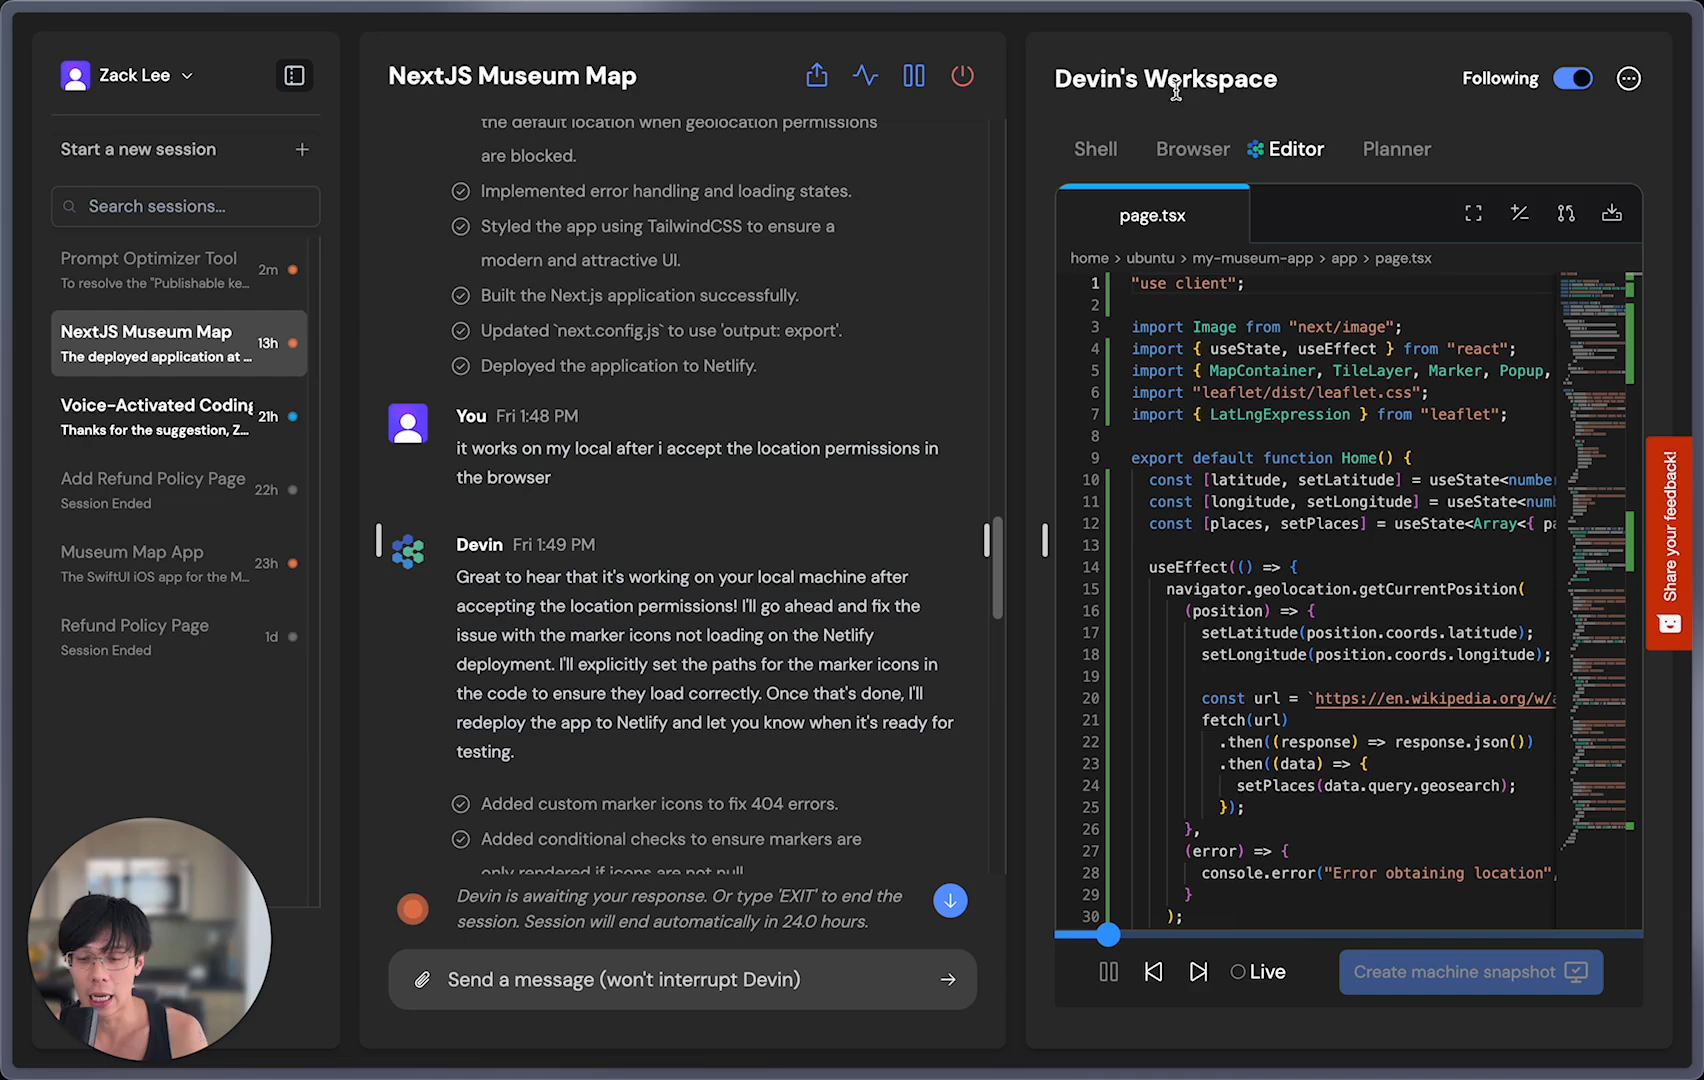 Zack Lee
Start a new session
Search sessions...
Prompt Optimizer Tool
To resolve the "Publishable ke...
2m
NextJS Museum Map
The deployed application at ...
13h
Voice-Activated Coding
Thanks for the suggestion, Z...
21h
Add Refund Policy Page
Session Ended
22h
Museum Map App
The SwiftUI iOS app for the M...
23h
Refund Policy Page
Session Ended
1d
NextJS Museum Map
the default location when geolocation permissions
are blocked.
Implemented error handling and loading states.
Styled the app using TailwindCSS to ensure a
modern and attractive UI.
Built the Next.js application successfully.
Updated `next.config.js` to use 'output: export'.
Deployed the application to Netlify.
You Fri 1:48 PM
it works on my local after i accept the location permissions in
the browser
Devin Fri 1:49 PM
Great to hear that it's working on your local machine after
accepting the location permissions! I'll go ahead and fix the
issue with the marker icons not loading on the Netlify
deployment. I'll explicitly set the paths for the marker icons in
the code to ensure they load correctly. Once that's done, I'll
redeploy the app to Netlify and let you know when it's ready for
testing.
Added custom marker icons to fix 404 errors.
Added conditional checks to ensure markers are
only rendered if icons are not null
Devin is awaiting your response. Or type 'EXIT' to end the
session. Session will end automatically in 24.0 hours.
Send a message (won't interrupt Devin)
Devin's Workspace
Following
Shell Browser Editor Planner
page.tsx
home > ubuntu > my-museum-app > app > page.tsx
1 "use client";
2
3 import Image from "next/image";
4 import { useState, useEffect } from "react";
5 import { MapContainer, TileLayer, Marker, Popup,
6 import "leaflet/dist/leaflet.css";
7 import { LatLngExpression } from "leaflet";
8
9 export default function Home() {
10 const [latitude, setLatitude] = useState<number
11 const [longitude, setLongitude] = useState<num
12 const [places, setPlaces] = useState<Array<{ pa
13
14 useEffect(() => {
15 navigator.geolocation.getCurrentPosition(
16 (position) => {
17 setLatitude(position.coords.latitude);
18 setLongitude(position.coords.longitude);
19
20 const url = `https://en.wikipedia.org/w/a
21 fetch(url)
22 .then((response) => response.json())
23 .then((data) => {
24 setPlaces(data.query.geosearch);
25 });
26 },
27 (error) => {
28 console.error("Error obtaining location",
29 }
30 );
Live
Create machine snapshot
Share your feedback!